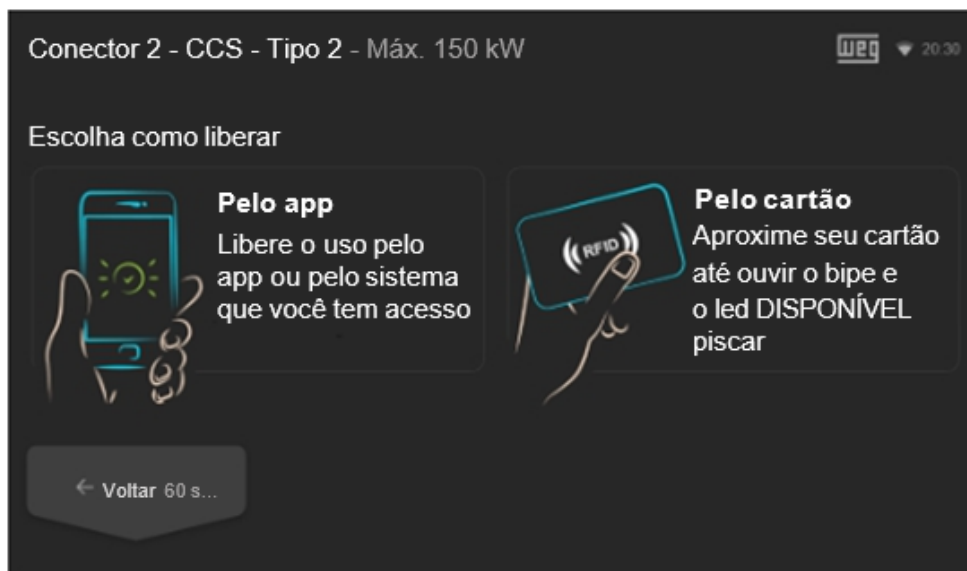 Conector 2 - CCS - Tipo 2 - Máx. 150 kW
weg 20:30
Escolha como liberar
Pelo app
Libere o uso pelo
app ou pelo sistema
que você tem acesso
RFID
Pelo cartão
Aproxime seu cartão
até ouvir o bipe e
o led DISPONÍVEL
piscar
← Voltar 60 s...